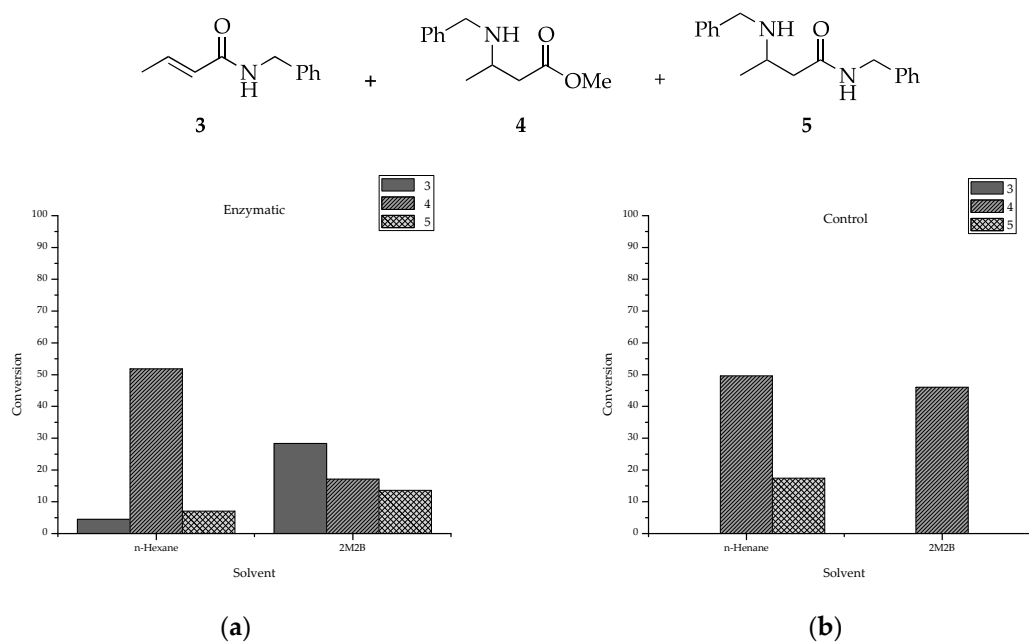 O
N
H
Ph
3
+
Ph
NH
O
OMe
4
+
Ph
NH
O
N
H
Ph
5
Enzymatic
3
4
5
100
90
80
70
60
50
40
30
20
10
0
Conversion
n-Hexane
2M2B
Solvent
(a)
Control
3
4
5
100
90
80
70
60
50
40
30
20
10
0
Conversion
n-Henane
2M2B
Solvent
(b)